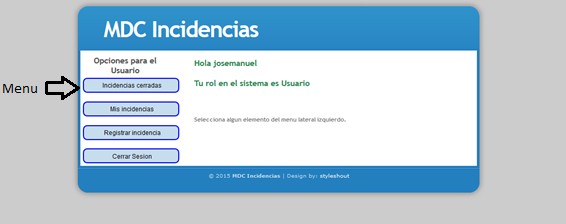 MDC Incidencias
Menu
Opciones para el
Usuario
Incidencias cerradas
Mis incidencias
Registrar incidencia
Cerrar Sesion
Hola josemanuel
Tu rol en el sistema es Usuario
Selecciona algun elemento del menu lateral izquierdo.
© 2015 MDC Incidencias | Design by: styleshout